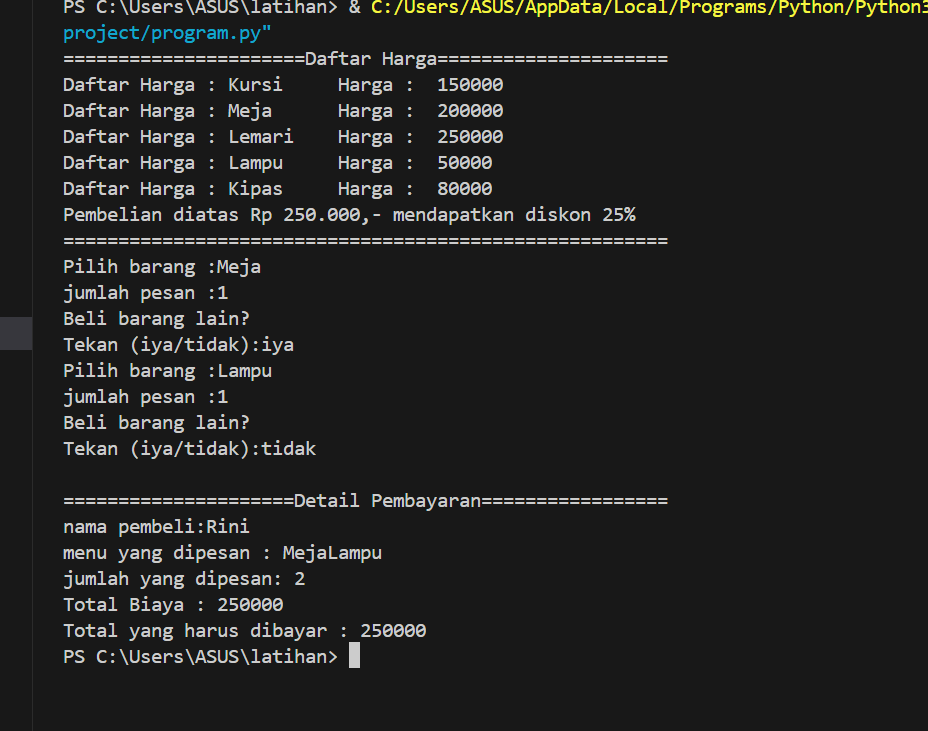 PS C:\Users\ASUS\latihan> & C:/Users/ASUS/AppData/Local/Programs/Python/Python3
project/program.py"
======================Daftar Harga=====================
Daftar Harga : Kursi     Harga :  150000
Daftar Harga : Meja      Harga :  200000
Daftar Harga : Lemari    Harga :  250000
Daftar Harga : Lampu     Harga :  50000
Daftar Harga : Kipas     Harga :  80000
Pembelian diatas Rp 250.000,- mendapatkan diskon 25%
=======================================================
Pilih barang :Meja
jumlah pesan :1
Beli barang lain?
Tekan (iya/tidak):iya
Pilih barang :Lampu
jumlah pesan :1
Beli barang lain?
Tekan (iya/tidak):tidak
=====================Detail Pembayaran=================
nama pembeli:Rini
menu yang dipesan : MejaLampu
jumlah yang dipesan: 2
Total Biaya : 250000
Total yang harus dibayar : 250000
PS C:\Users\ASUS\latihan>